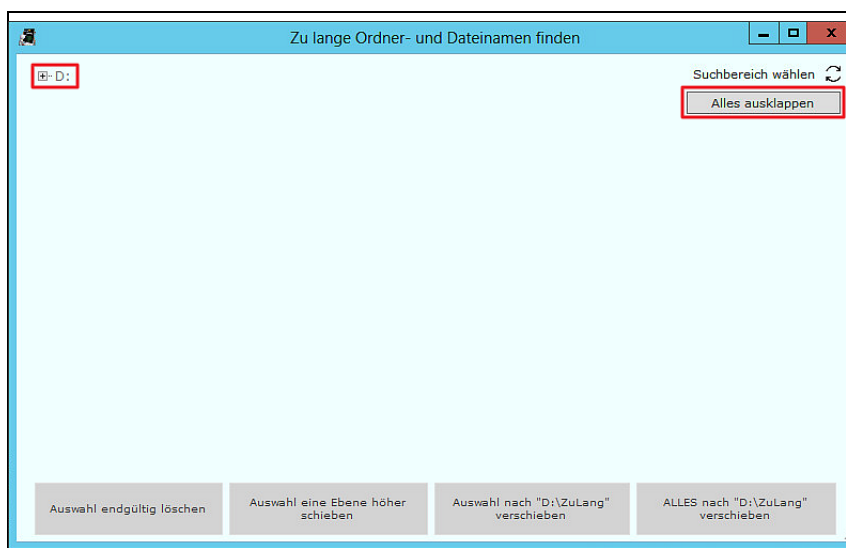 Zu lange Ordner- und Dateinamen finden
D:
Suchbereich wählen
Alles ausklappen
Auswahl endgültig löschen
Auswahl eine Ebene höher
schieben
Auswahl nach "D:\ZuLang"
verschieben
ALLES nach "D:\ZuLang"
verschieben